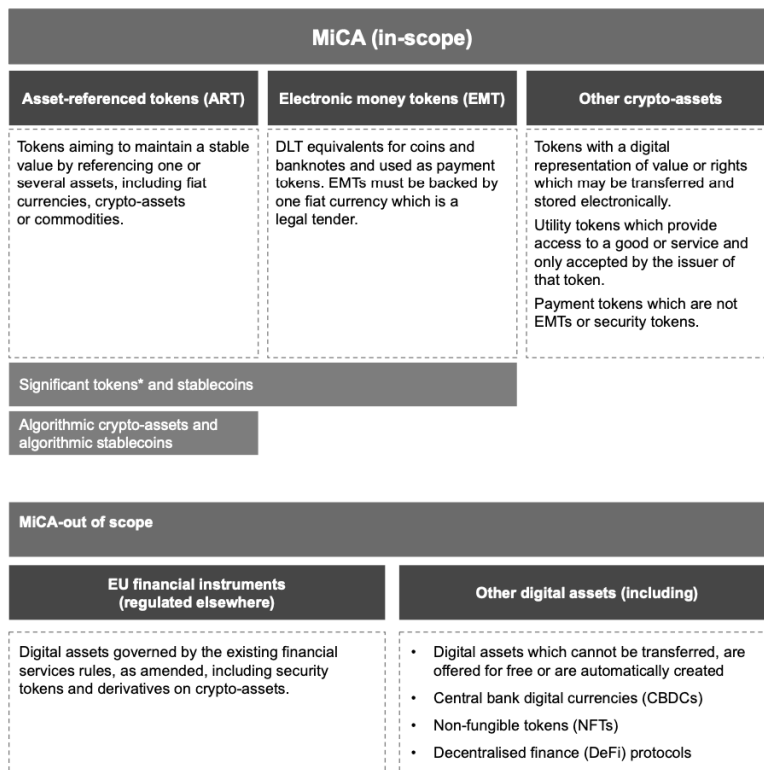 MiCA (in-scope)
Asset-referenced tokens (ART)
Electronic money tokens (EMT)
Other crypto-assets
Tokens aiming to maintain a stable
value by referencing one or
several assets, including fiat
currencies, crypto-assets
or commodities.
DLT equivalents for coins and
banknotes and used as payment
tokens. EMTs must be backed by
one fiat currency which is a
legal tender.
Tokens with a digital
representation of value or rights
which may be transferred and
stored electronically.
Utility tokens which provide
access to a good or service and
only accepted by the issuer of
that token.
Payment tokens which are not
EMTs or security tokens.
Significant tokens* and stablecoins
Algorithmic crypto-assets and
algorithmic stablecoins
MiCA-out of scope
EU financial instruments
(regulated elsewhere)
Other digital assets (including)
Digital assets governed by the existing financial
services rules, as amended, including security
tokens and derivatives on crypto-assets.
• Digital assets which cannot be transferred, are
offered for free or are automatically created
• Central bank digital currencies (CBDCs)
• Non-fungible tokens (NFTs)
• Decentralised finance (DeFi) protocols